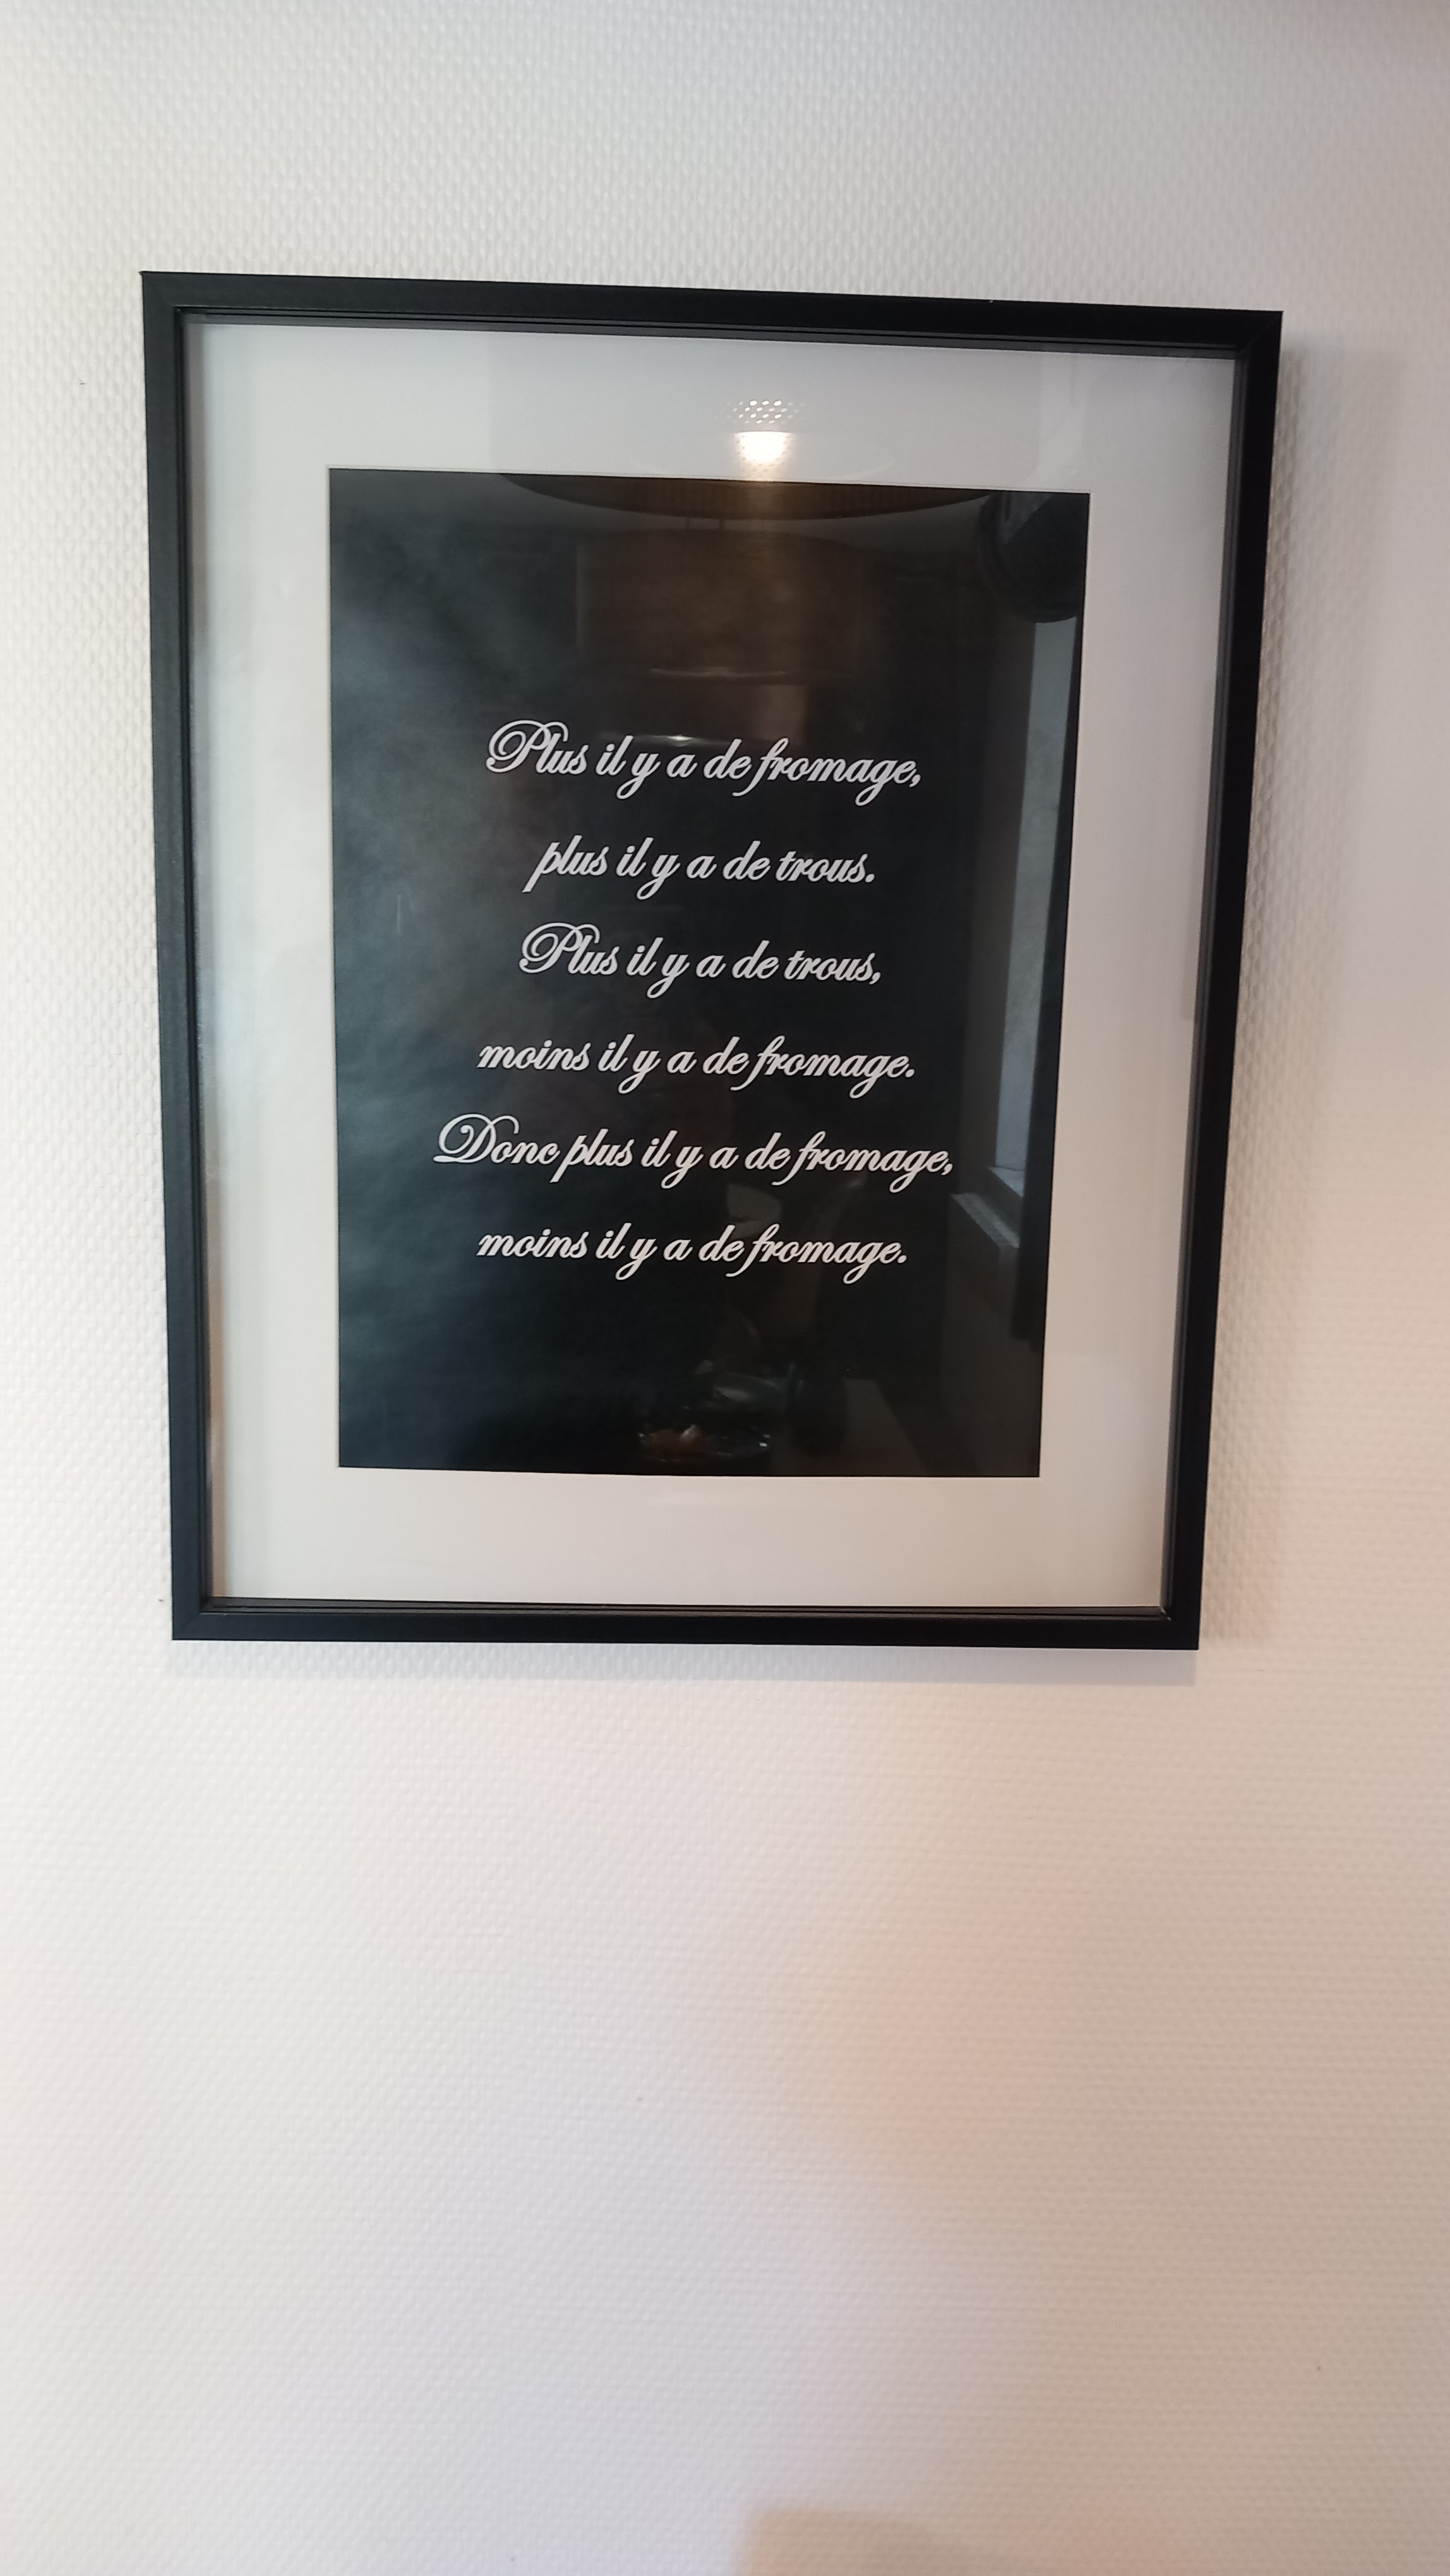 Plus il y a de fromage,
plus il y a de trous.
Plus il y a de trous,
moins il y a de fromage.
Donc plus il y a de fromage,
moins il y a de fromage.